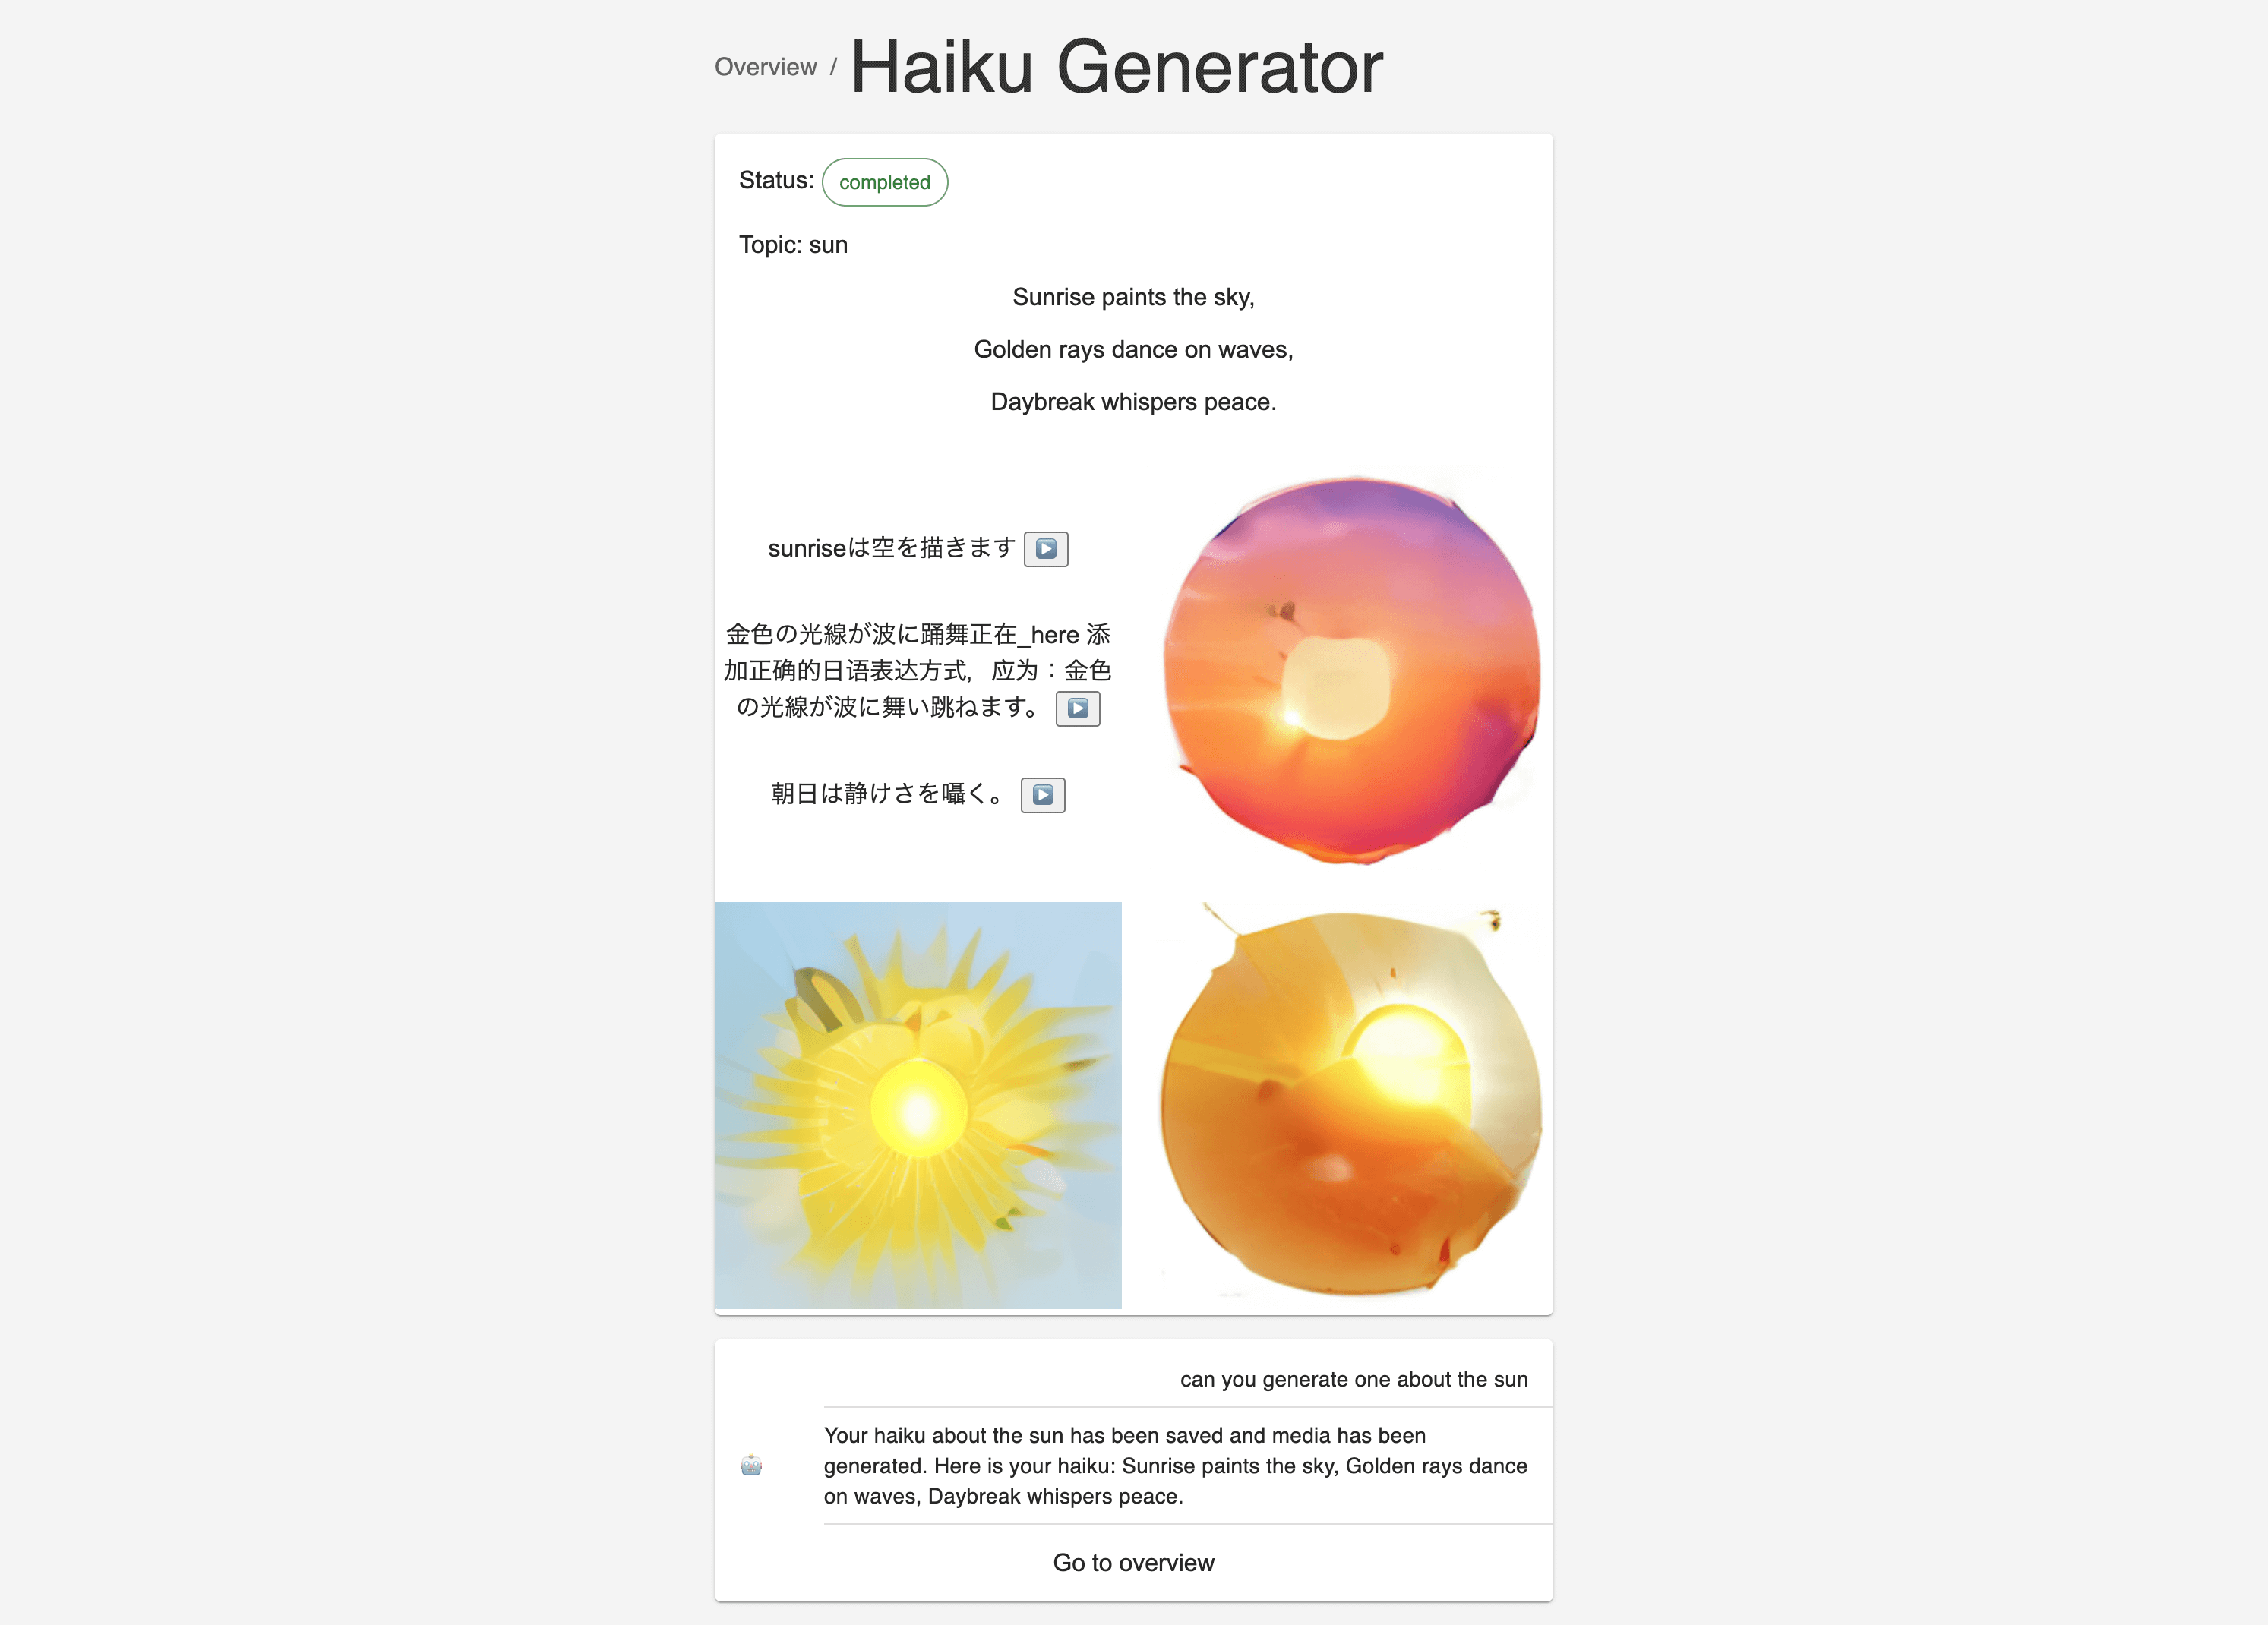 Overview / Haiku Generator
Status: completed
Topic: sun
Sunrise paints the sky,
Golden rays dance on waves,
Daybreak whispers peace.
sunriseは空を描きます
金色の光線が波に踊舞正在_here 添
加正确的日语表达方式，应为：金色
の光線が波に舞い跳ねます。
朝日は静けさを囁く。
can you generate one about the sun
Your haiku about the sun has been saved and media has been
generated. Here is your haiku: Sunrise paints the sky, Golden rays dance
on waves, Daybreak whispers peace.
Go to overview